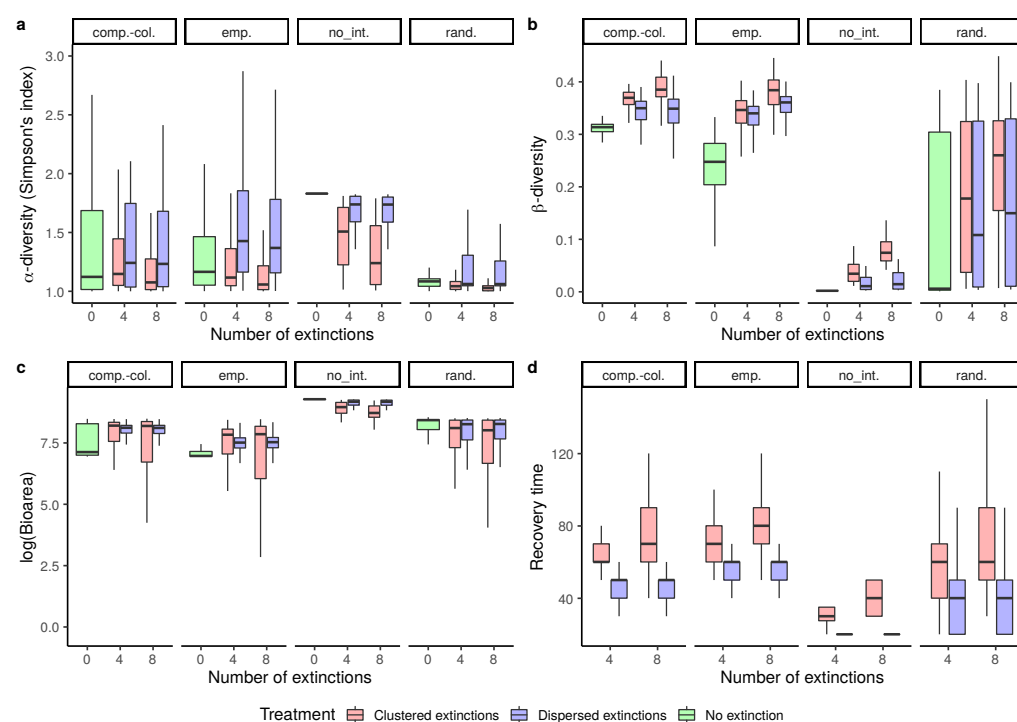 a
comp.-col. emp. no_int. rand.
α-diversity (Simpson's index)
3.0
2.5
2.0
1.5
1.0
0 4 8 0 4 8 0 4 8 0 4 8
Number of extinctions
b
comp.-col. emp. no_int. rand.
β-diversity
0.4
0.3
0.2
0.1
0.0
0 4 8 0 4 8 0 4 8 0 4 8
Number of extinctions
c
comp.-col. emp. no_int. rand.
log(Bioarea)
7.5
5.0
2.5
0.0
0 4 8 0 4 8 0 4 8 0 4 8
Number of extinctions
d
comp.-col. emp. no_int. rand.
Recovery time
120
80
40
4 8 4 8 4 8 4 8
Number of extinctions
Treatment Clustered extinctions Dispersed extinctions No extinction